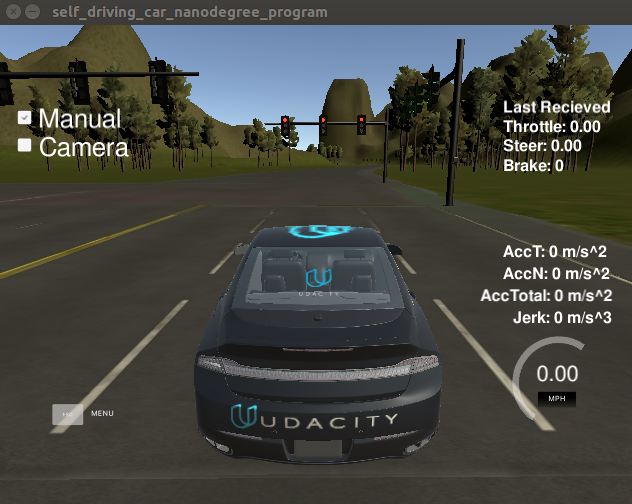 self_driving_car_nanodegree_program
Manual
Camera
Last Recieved
Throttle: 0.00
Steer: 0.00
Brake: 0
AccT: 0 m/s^2
AccN: 0 m/s^2
AccTotal: 0 m/s^2
Jerk: 0 m/s^3
UDACITY
0.00
MPH
ESC
MENU
UDACITY